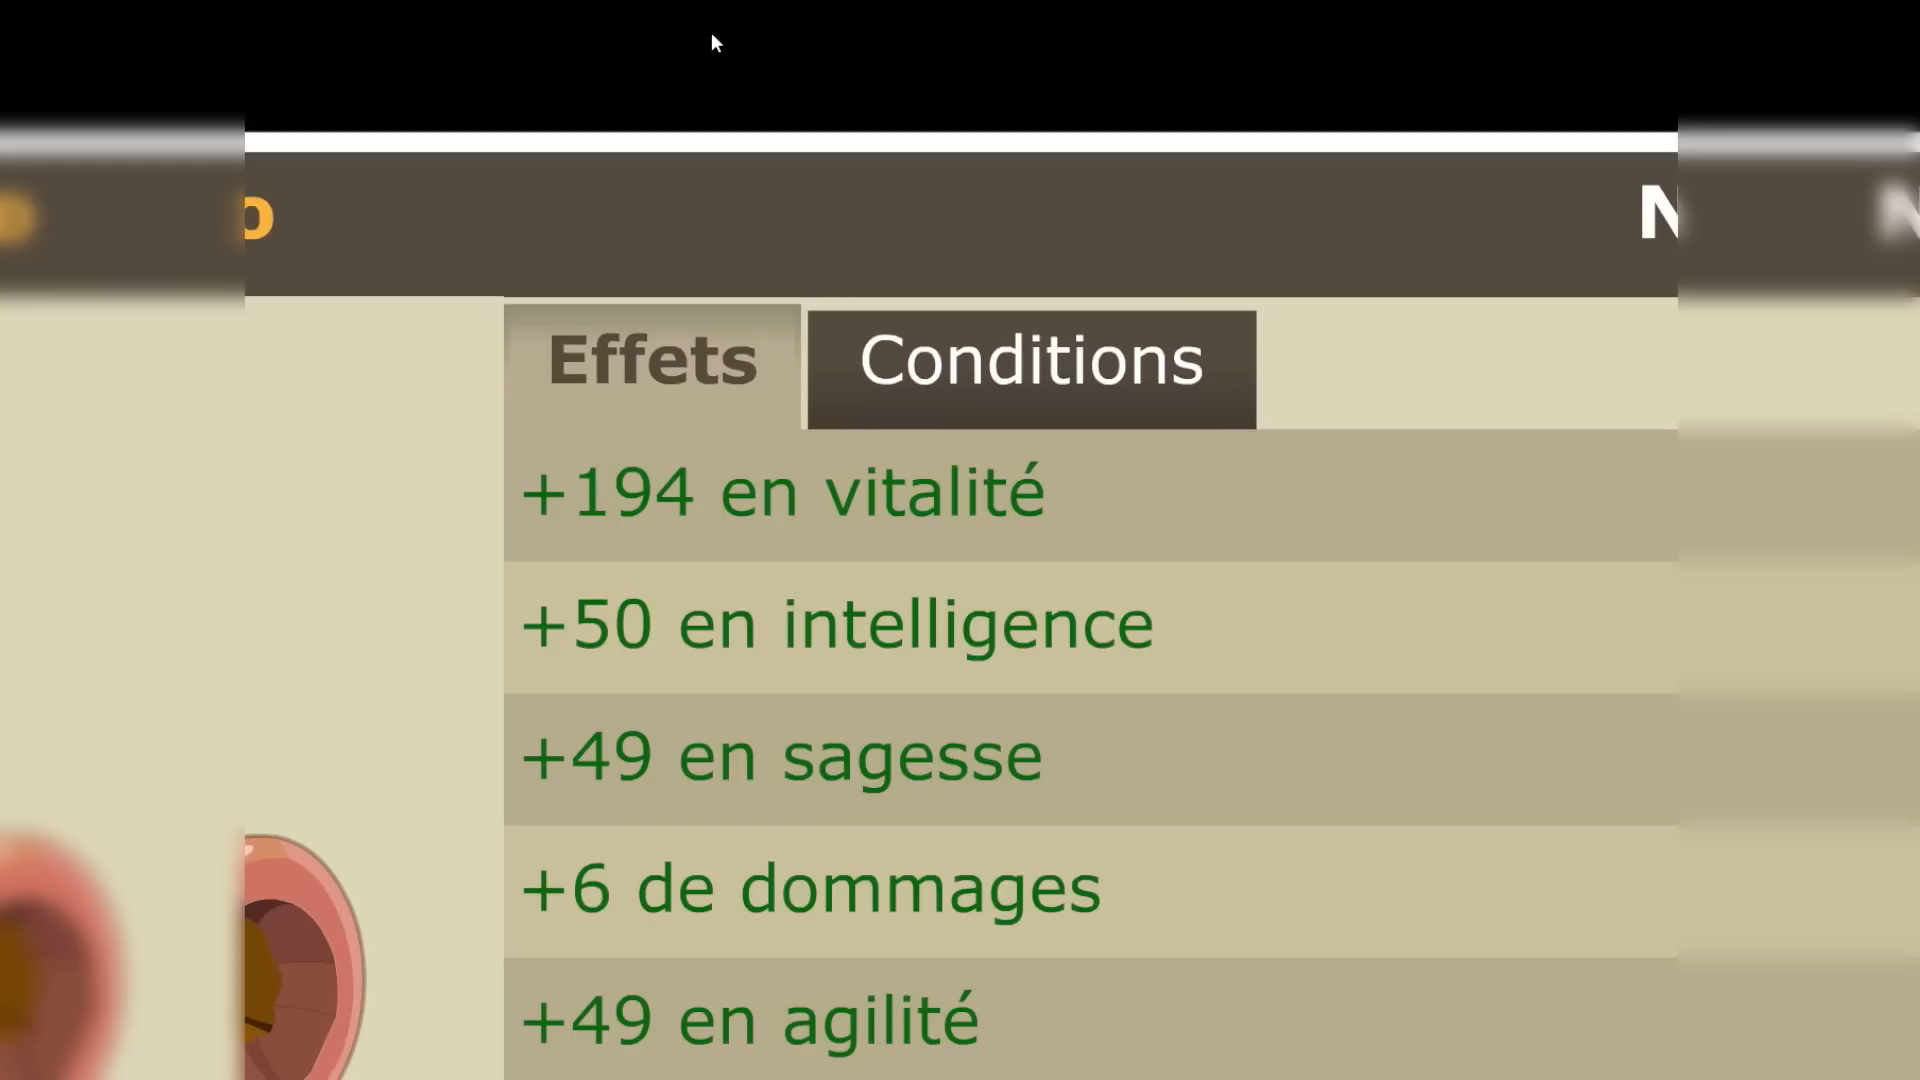 Effets Conditions
+194 en vitalité
+50 en intelligence
+49 en sagesse
+6 de dommages
+49 en agilité